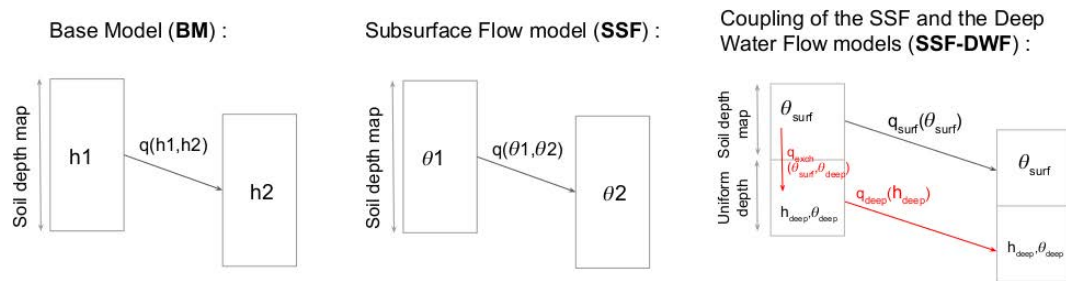 Base Model (BM) :
Soil depth map
h1
q(h1,h2)
h2
Subsurface Flow model (SSF) :
Soil depth map
θ1
q(θ1,θ2)
θ2
Coupling of the SSF and the Deep
Water Flow models (SSF-DWF) :
Soil depth
map
θsurf
qsurf(θsurf)
θsurf
qexch
(θsurf,θdeep)
Uniform
depth
hdeep,θdeep
qdeep(hdeep)
hdeep,θdeep